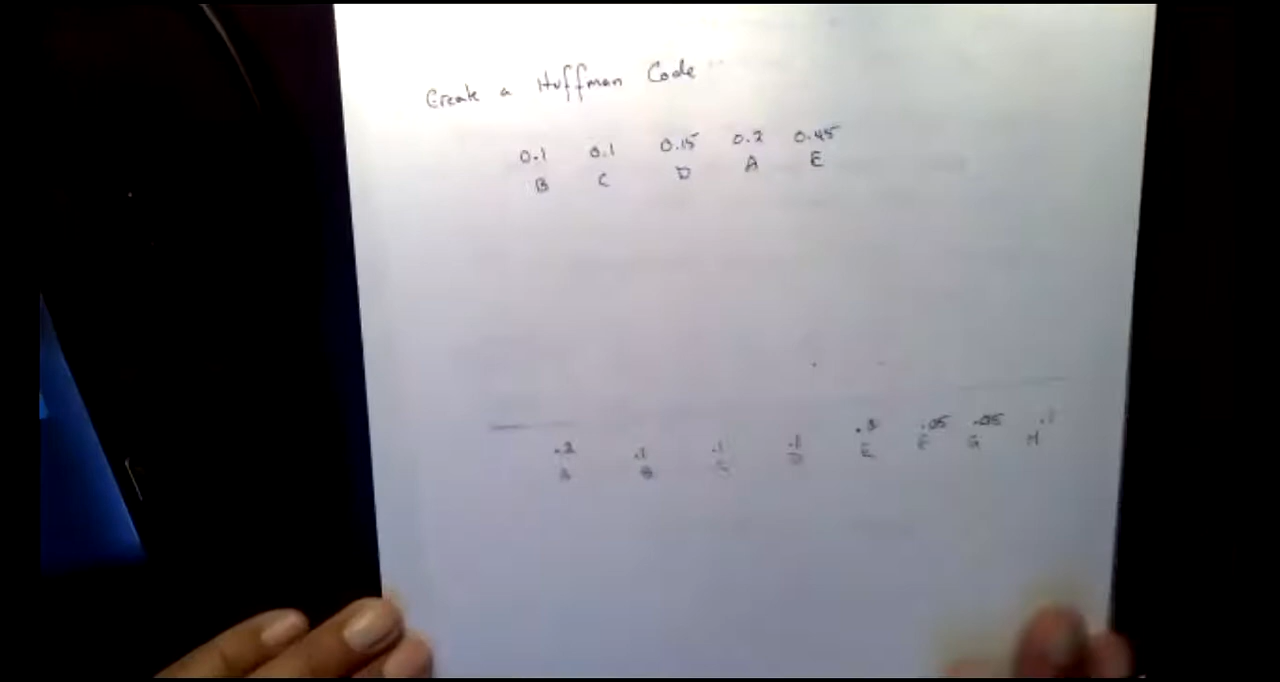 Create a Huffman Code
0.1 0.1 0.15 0.2 0.45
B C D A E
.2 .1 .1 .1 .3 .05 .05 .1
A B C D E F G H